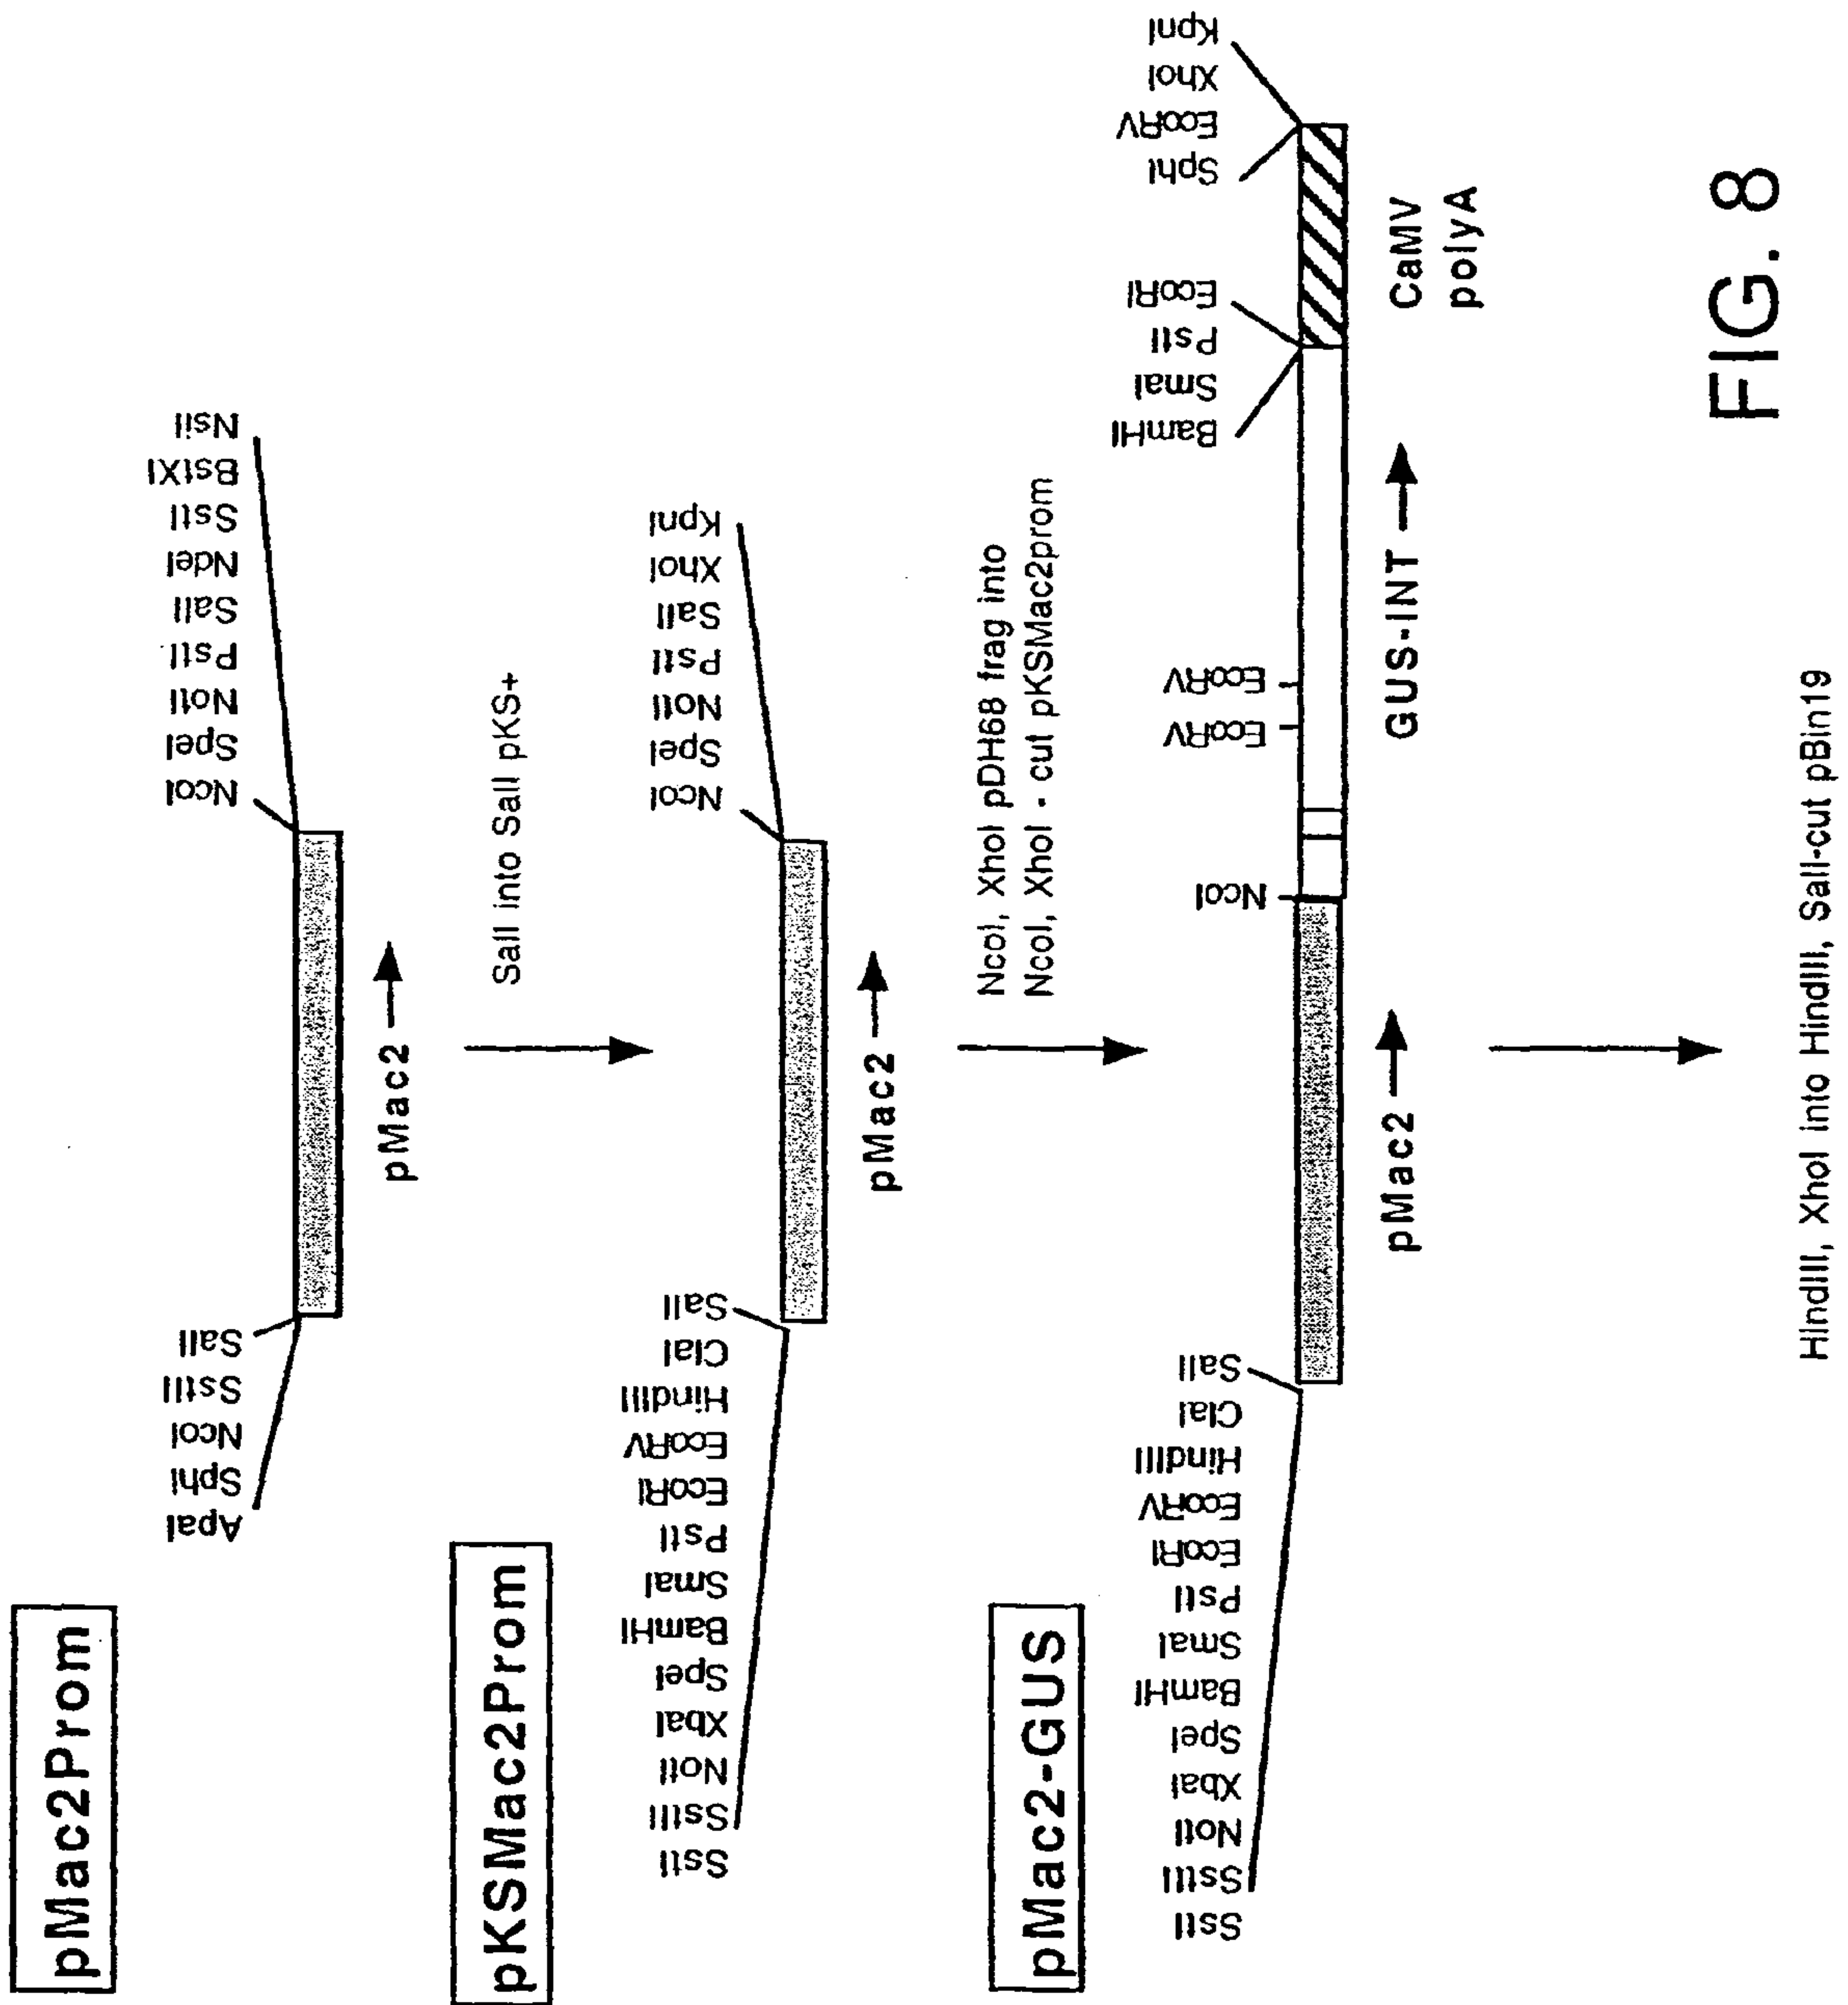 pMac2Prom
ApaI
SphI
NcoI
SstII
SalI
NcoI
SpeI
NotI
PstI
SalI
NdeI
SstI
BstXI
NsiI
pMac2
SalI into SalI pKS+
pKSMac2Prom
SstI
SstII
NotI
XbaI
SpeI
BamHI
SmaI
PstI
EcoRI
EcoRV
HindIII
ClaI
SalI
NcoI
SpeI
NotI
PstI
SalI
XhoI
KpnI
pMac2
NcoI, XhoI pDH68 frag into
NcoI, XhoI - cut pKSMac2prom
pMac2-GUS
SstI
SstII
NotI
XbaI
SpeI
BamHI
SmaI
PstI
EcoRI
EcoRV
HindIII
ClaI
SalI
NcoI
EcoRV
EcoRV
BamHI
SmaI
PstI
EcoRI
SphI
EcoRV
XhoI
KpnI
pMac2
GUS-INT
CaMV
polyA
HindIII, XhoI into HindIII, SalI-cut pBin19
FIG. 8